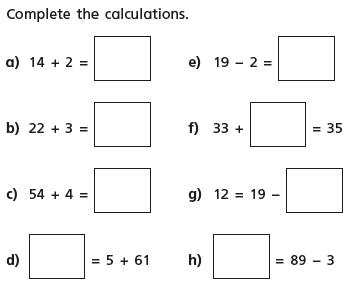 Complete the calculations.
a) 14 + 2 =
e) 19 − 2 =
b) 22 + 3 =
f) 33 + = 35
c) 54 + 4 =
g) 12 = 19 −
d) = 5 + 61
h) = 89 − 3